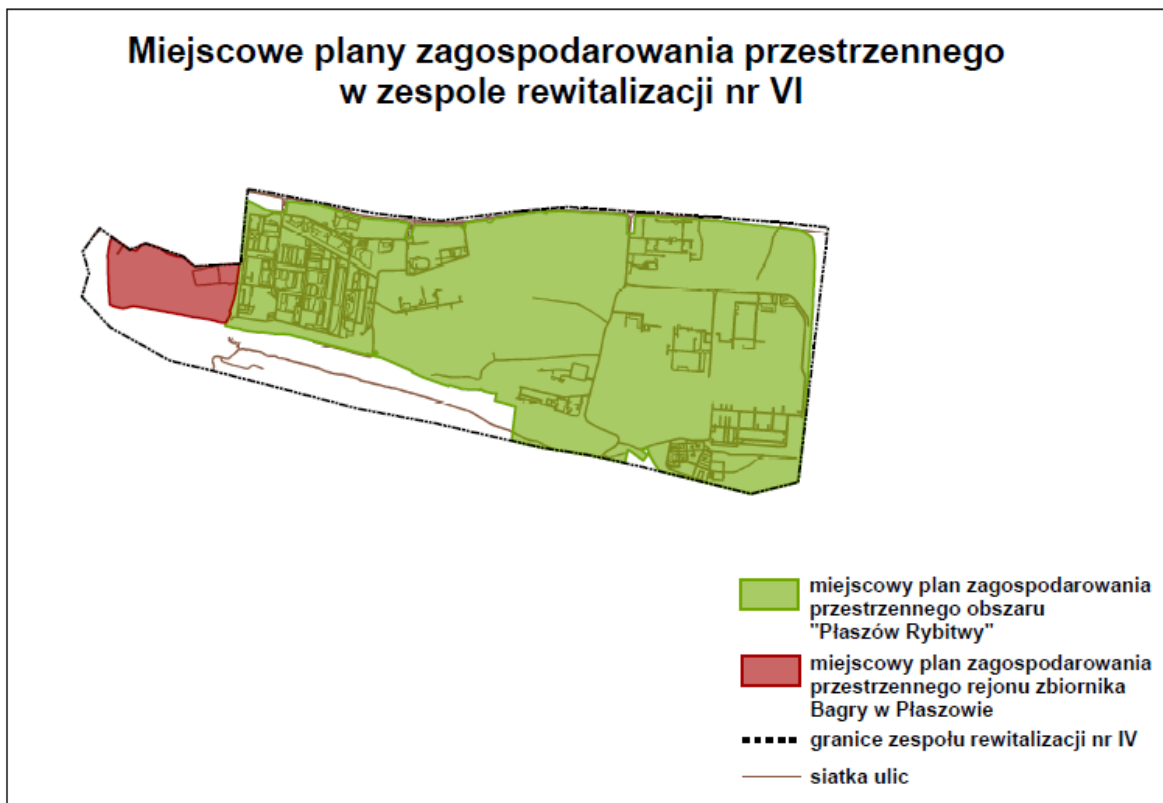 Miejscowe plany zagospodarowania przestrzennego
w zespole rewitalizacji nr VI
miejscowy plan zagospodarowania
przestrzennego obszaru
"Płaszów Rybitwy"
miejscowy plan zagospodarowania
przestrzennego rejonu zbiornika
Bagry w Płaszowie
granice zespołu rewitalizacji nr IV
siatka ulic